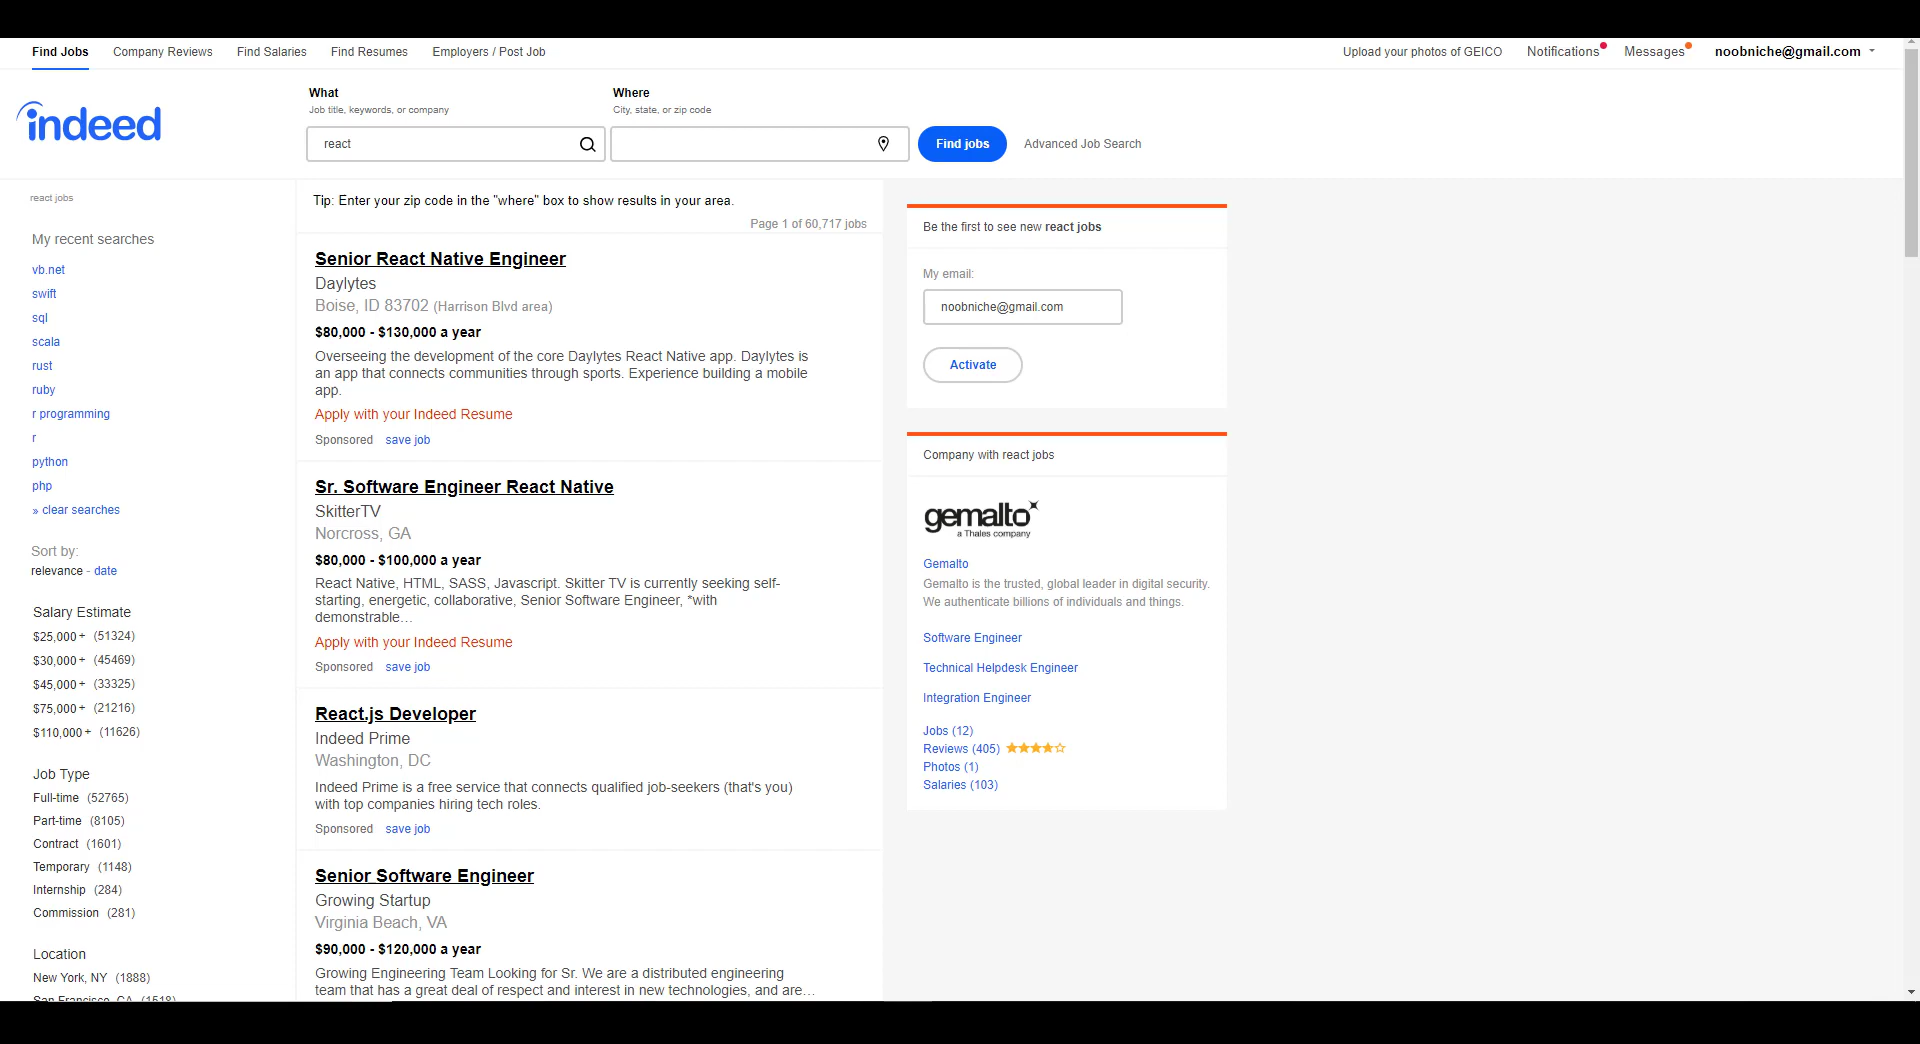 Find Jobs Company Reviews Find Salaries Find Resumes Employers / Post Job Upload your photos of GEICO Notifications Messages noobniche@gmail.com
indeed
What
Job title, keywords, or company
react
Where
City, state, or zip code
Find jobs
Advanced Job Search
react jobs
My recent searches
vb.net
swift
sql
scala
rust
ruby
r programming
r
python
php
» clear searches
Sort by:
relevance - date
Salary Estimate
$25,000+ (51324)
$30,000+ (45469)
$45,000+ (33325)
$75,000+ (21216)
$110,000+ (11626)
Job Type
Full-time (52765)
Part-time (8105)
Contract (1601)
Temporary (1148)
Internship (284)
Commission (281)
Location
New York, NY (1888)
San Francisco, CA (1518)
Tip: Enter your zip code in the "where" box to show results in your area.
Page 1 of 60,717 jobs
Senior React Native Engineer
Daylytes
Boise, ID 83702 (Harrison Blvd area)
$80,000 - $130,000 a year
Overseeing the development of the core Daylytes React Native app. Daylytes is
an app that connects communities through sports. Experience building a mobile
app.
Apply with your Indeed Resume
Sponsored save job
Sr. Software Engineer React Native
SkitterTV
Norcross, GA
$80,000 - $100,000 a year
React Native, HTML, SASS, Javascript. Skitter TV is currently seeking self-
starting, energetic, collaborative, Senior Software Engineer, *with
demonstrable…
Apply with your Indeed Resume
Sponsored save job
React.js Developer
Indeed Prime
Washington, DC
Indeed Prime is a free service that connects qualified job-seekers (that's you)
with top companies hiring tech roles.
Sponsored save job
Senior Software Engineer
Growing Startup
Virginia Beach, VA
$90,000 - $120,000 a year
Growing Engineering Team Looking for Sr. We are a distributed engineering
team that has a great deal of respect and interest in new technologies, and are…
Be the first to see new react jobs
My email:
noobniche@gmail.com
Activate
Company with react jobs
gemalto
a Thales company
Gemalto
Gemalto is the trusted, global leader in digital security.
We authenticate billions of individuals and things.
Software Engineer
Technical Helpdesk Engineer
Integration Engineer
Jobs (12)
Reviews (405)
Photos (1)
Salaries (103)